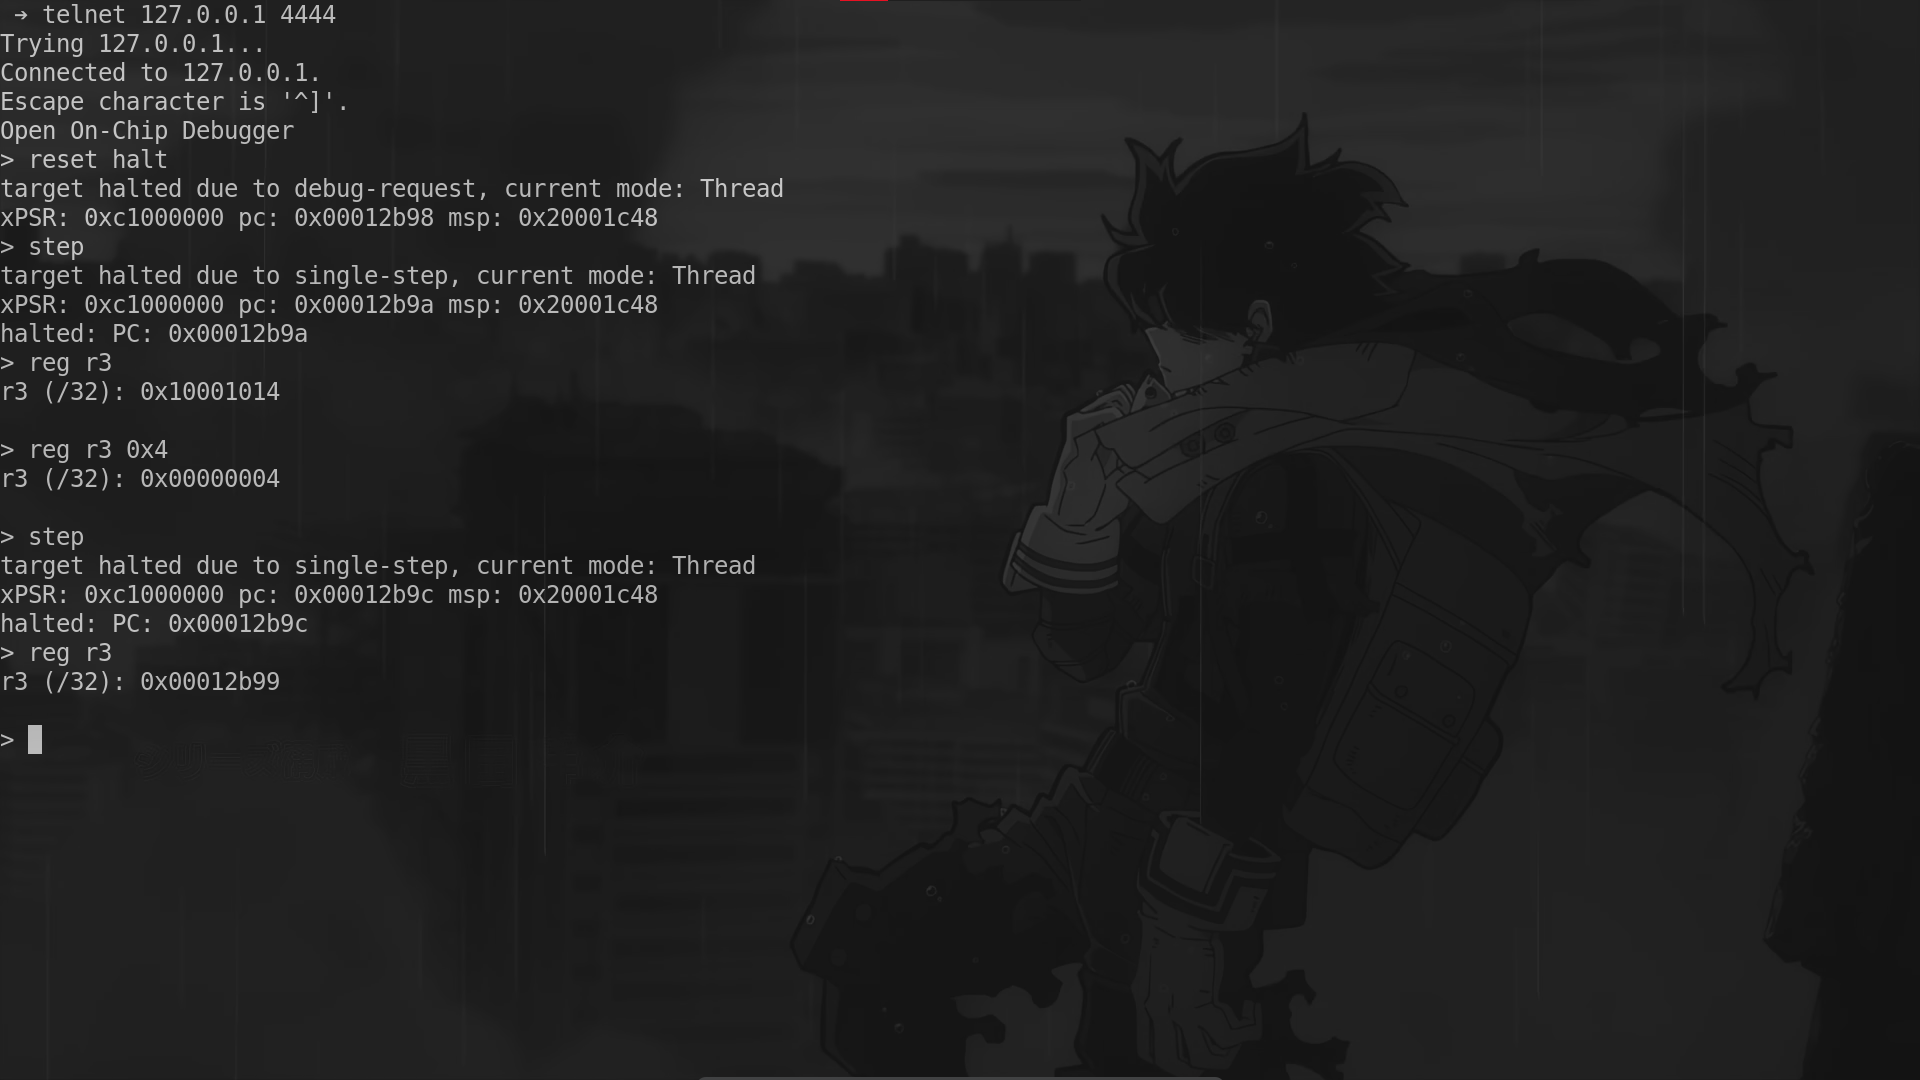 → telnet 127.0.0.1 4444
Trying 127.0.0.1...
Connected to 127.0.0.1.
Escape character is '^]'.
Open On-Chip Debugger
> reset halt
target halted due to debug-request, current mode: Thread
xPSR: 0xc1000000 pc: 0x00012b98 msp: 0x20001c48
> step
target halted due to single-step, current mode: Thread
xPSR: 0xc1000000 pc: 0x00012b9a msp: 0x20001c48
halted: PC: 0x00012b9a
> reg r3
r3 (/32): 0x10001014
> reg r3 0x4
r3 (/32): 0x00000004
> step
target halted due to single-step, current mode: Thread
xPSR: 0xc1000000 pc: 0x00012b9c msp: 0x20001c48
halted: PC: 0x00012b9c
> reg r3
r3 (/32): 0x00012b99
>